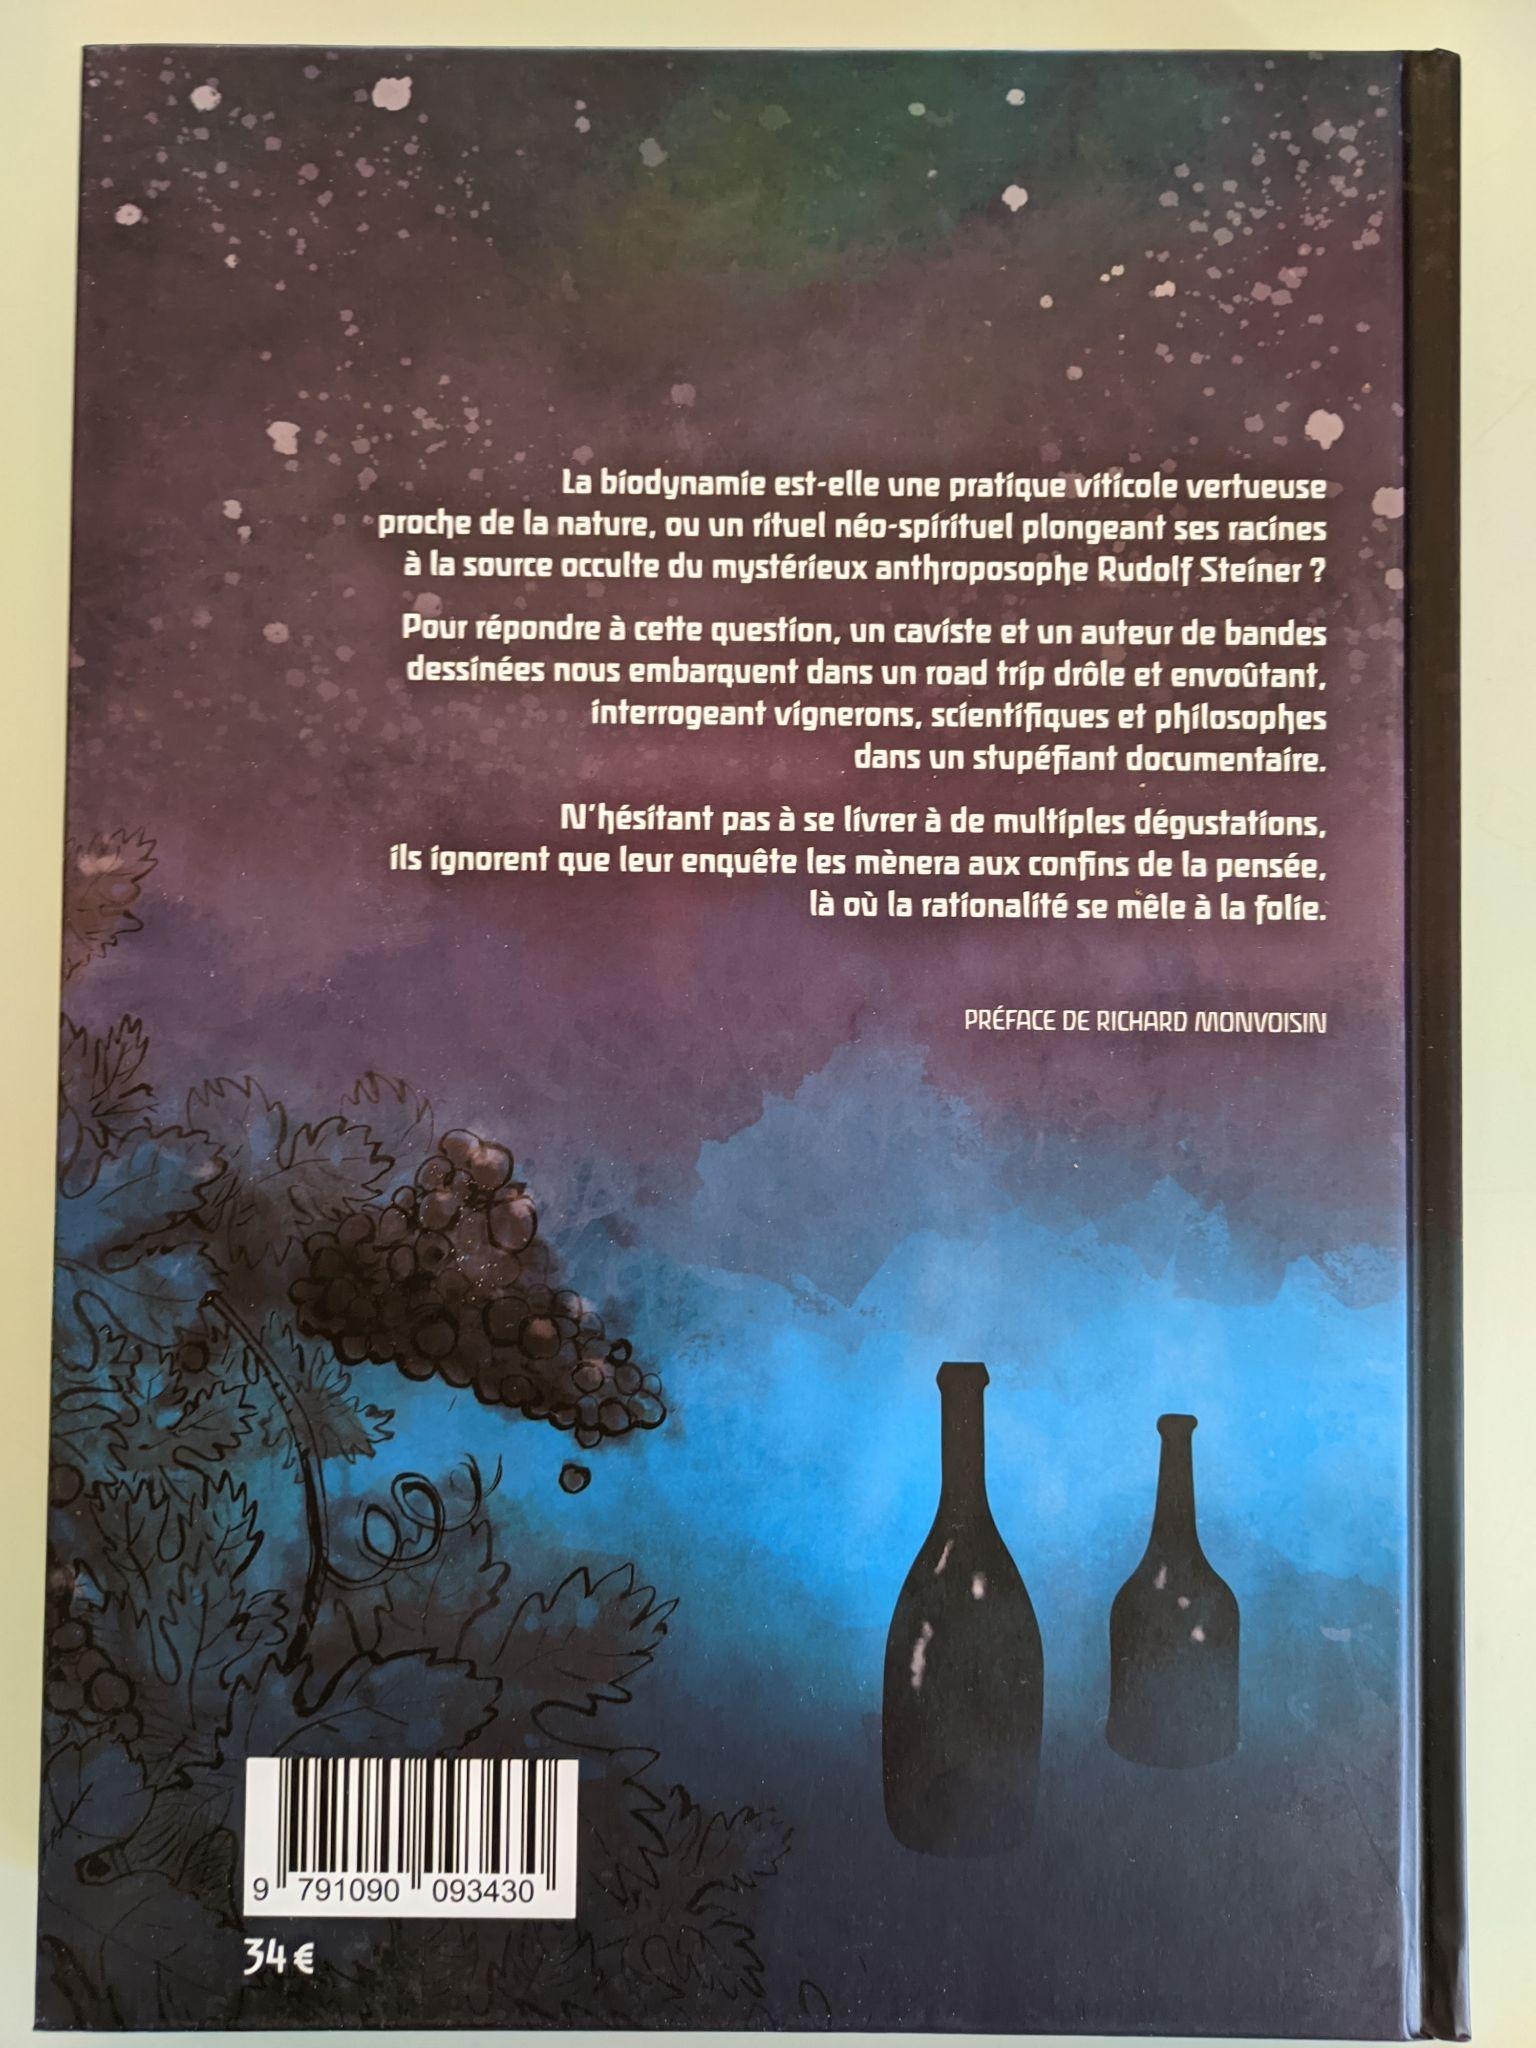 La biodynamie est-elle une pratique viticole vertueuse
proche de la nature, ou un rituel néo-spirituel plongeant ses racines
à la source occulte du mystérieux anthroposophe Rudolf Steiner ?
Pour répondre à cette question, un caviste et un auteur de bandes
dessinées nous embarquent dans un road trip drôle et envoûtant,
interrogeant vignerons, scientifiques et philosophes
dans un stupéfiant documentaire.
N'hésitant pas à se livrer à de multiples dégustations,
ils ignorent que leur enquête les mènera aux confins de la pensée,
là où la rationalité se mêle à la folie.
PRÉFACE DE RICHARD MONVOISIN
9 791090 093430
34 €